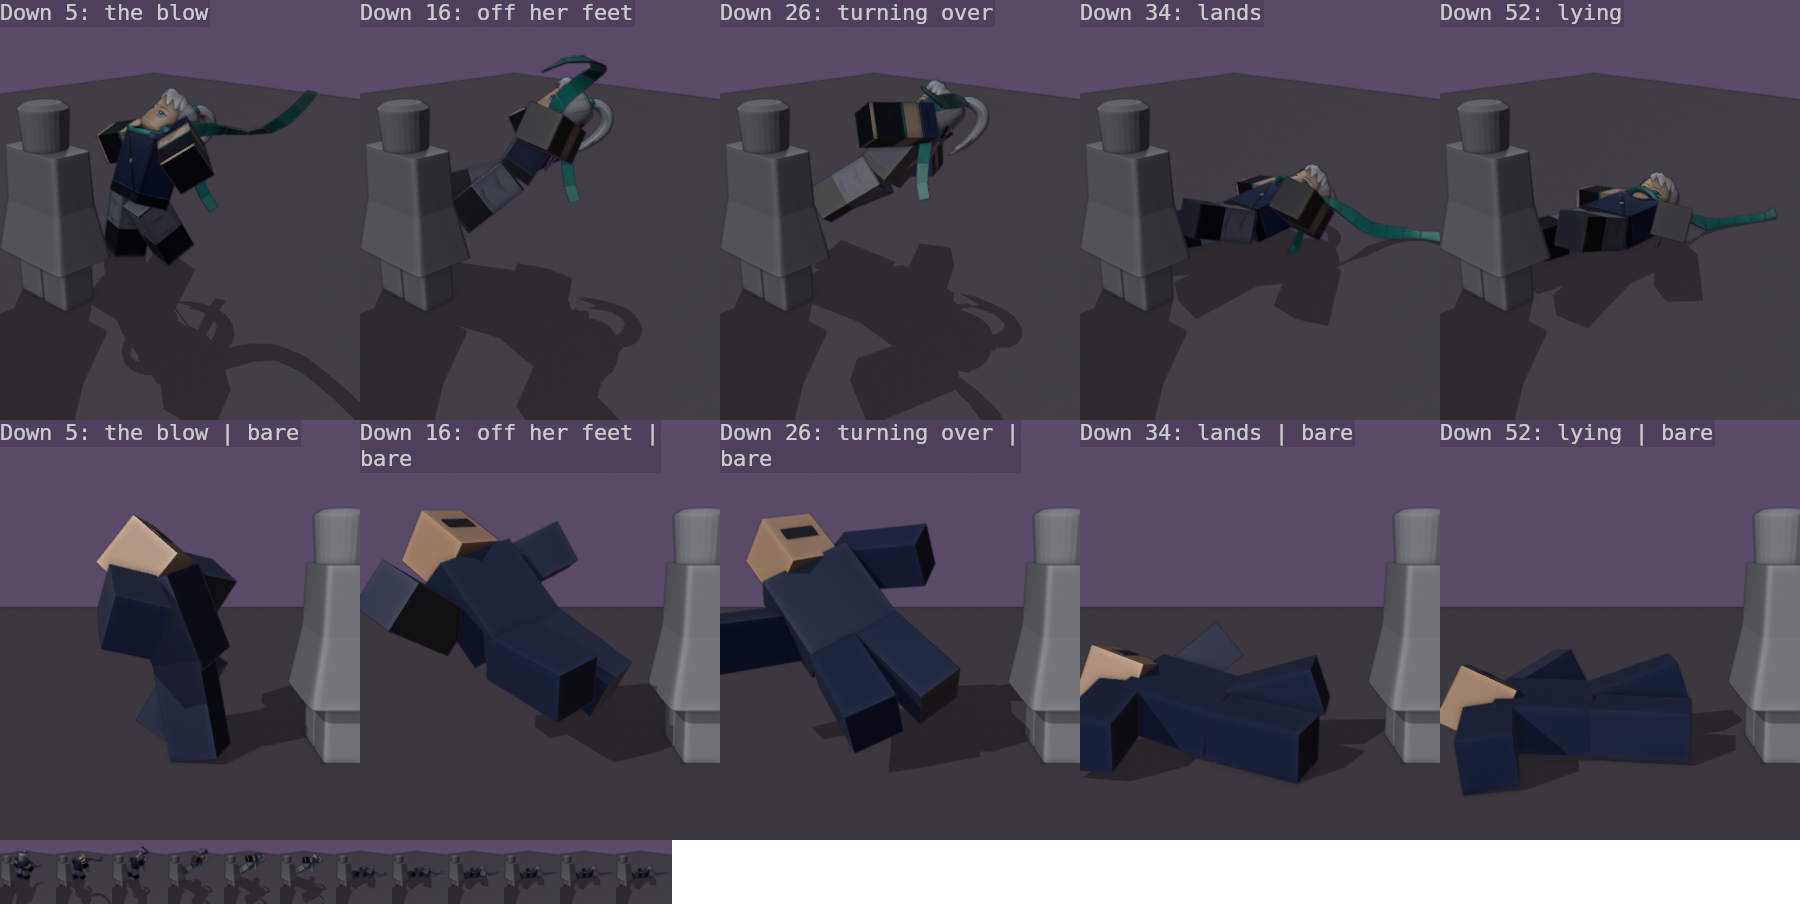 Down 5: the blow
Down 16: off her feet
Down 26: turning over
Down 34: lands
Down 52: lying
Down 5: the blow | bare
Down 16: off her feet |
bare
Down 26: turning over |
bare
Down 34: lands | bare
Down 52: lying | bare